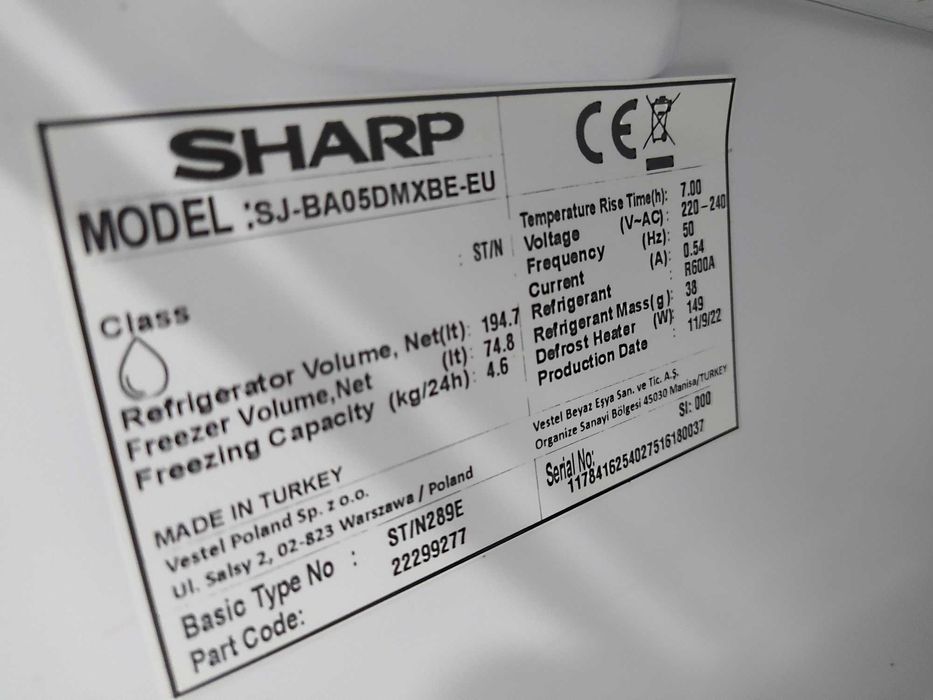 SHARP
MODEL :SJ-BA05DMXBE-EU
: ST/N
Class
Refrigerator Volume, Net(lt): 194.7
Freezer Volume,Net (lt): 74.8
Freezing Capacity (kg/24h): 4.6
MADE IN TURKEY
Vestel Poland Sp. z o.o.
Ul. Salsy 2, 02-823 Warszawa / Poland
Basic Type No : ST/N289E
Part Code: 22299277
CE
Temperature Rise Time(h): 7.00
Voltage (V~AC): 220-240
Frequency (Hz): 50
Current (A): 0.54
Refrigerant : R600A
Refrigerant Mass(g): 38
Defrost Heater (W): 149
Production Date : 11/9/22
Vestel Beyaz Eşya San. ve Tic. A.Ş.
Organize Sanayi Bölgesi 45030 Manisa/TURKEY
SI: 000
Serial No:
1178416254027516180037